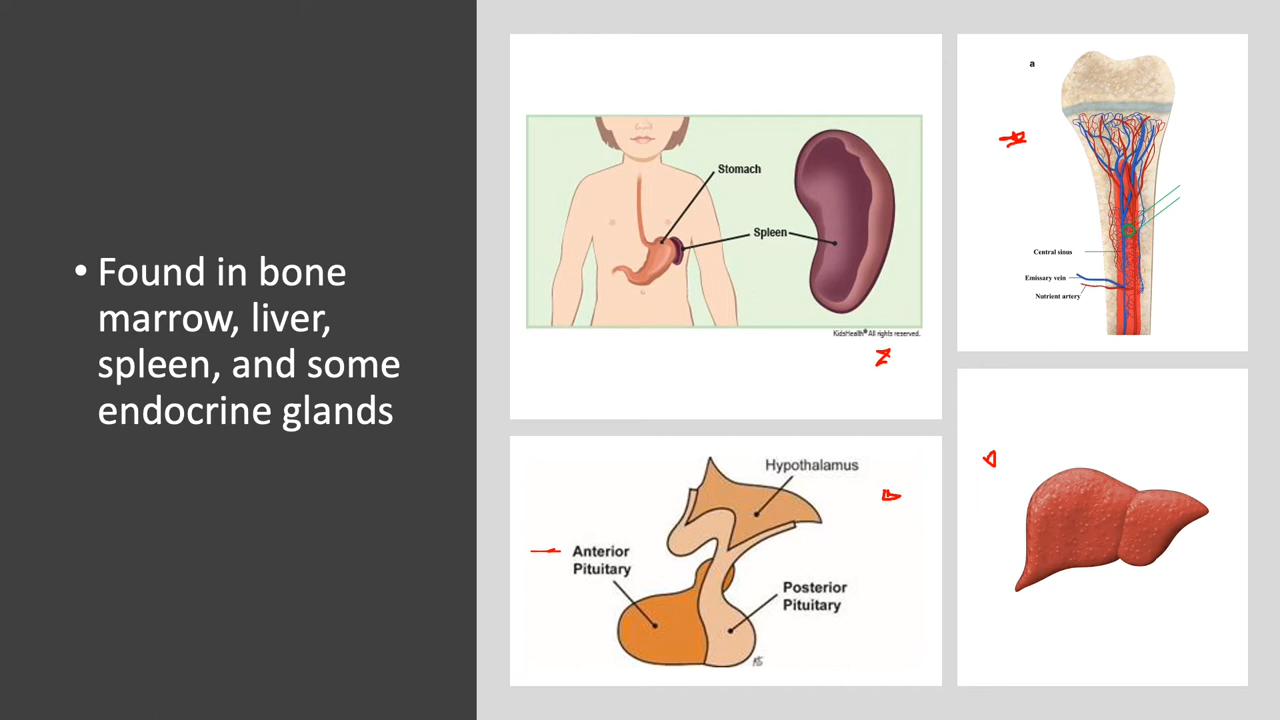 • Found in bone
marrow, liver,
spleen, and some
endocrine glands
Stomach
Spleen
KidsHealth® All rights reserved.
a
Central sinus
Emissary vein
Nutrient artery
Hypothalamus
Anterior
Pituitary
Posterior
Pituitary